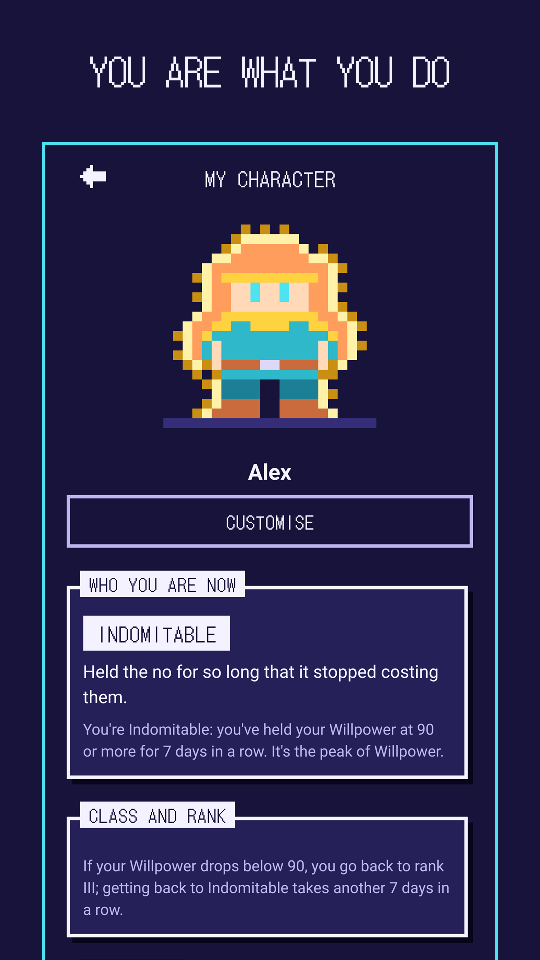 YOU ARE WHAT YOU DO
MY CHARACTER
Alex
CUSTOMISE
WHO YOU ARE NOW
INDOMITABLE
Held the no for so long that it stopped costing
them.
You're Indomitable: you've held your Willpower at 90
or more for 7 days in a row. It's the peak of Willpower.
CLASS AND RANK
If your Willpower drops below 90, you go back to rank
III; getting back to Indomitable takes another 7 days in
a row.